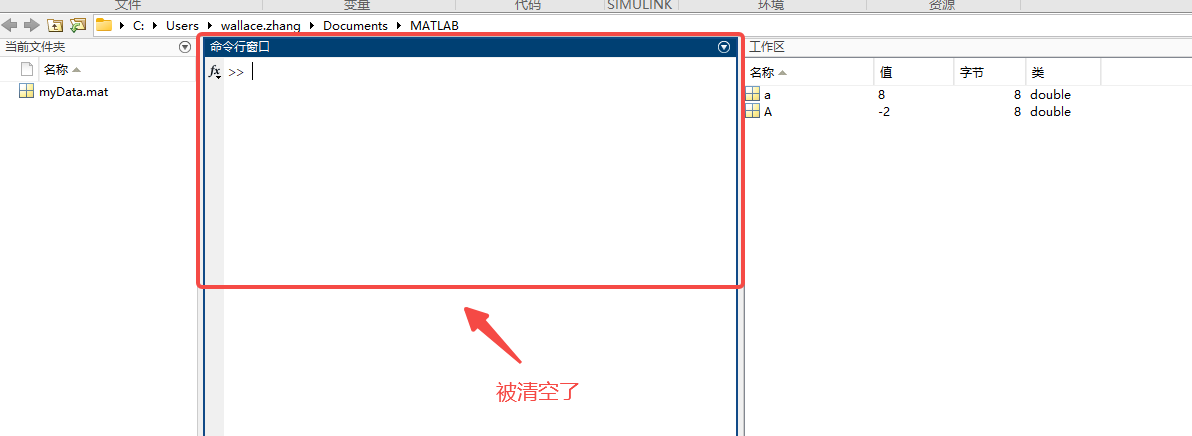 文件 变量 代码 SIMULINK 环境 资源
C: Users wallace.zhang Documents MATLAB
当前文件夹
名称
myData.mat
命令行窗口
fx >>
工作区
名称 值 字节 类
a 8 8 double
A -2 8 double
被清空了